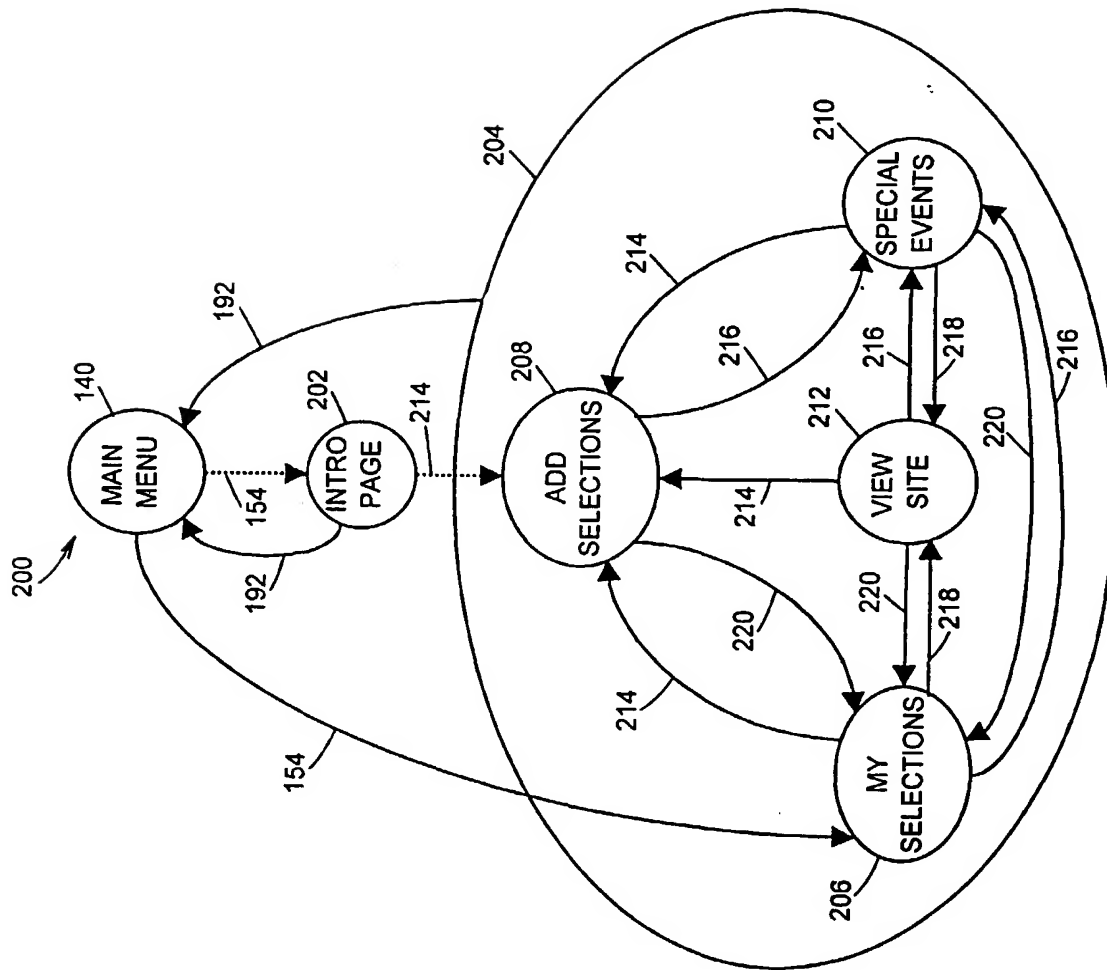 200
140
MAIN
MENU
192
154
202
INTRO
PAGE
192
214
204
154
208
ADD
SELECTIONS
214
216
210
SPECIAL
EVENTS
214
220
214
212
VIEW
SITE
216
218
220
218
206
MY
SELECTIONS
220
216